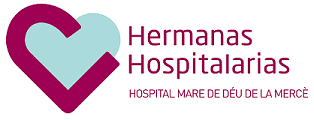 Hermanas
Hospitalarias
HOSPITAL MARE DE DÉU DE LA MERCÈ